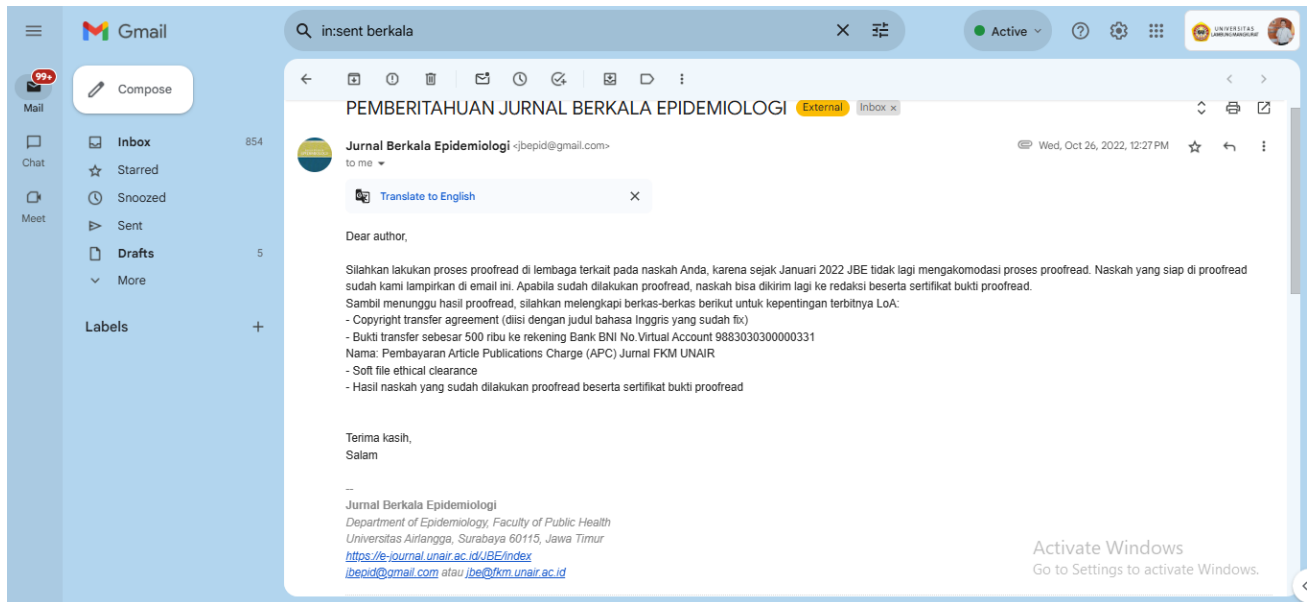 Gmail
in:sent berkala
Active
UNIVERSITAS
LAMBUNG MANGKURAT
99+
Mail
Chat
Meet
Compose
Inbox 854
Starred
Snoozed
Sent
Drafts 5
More
Labels +
PEMBERITAHUAN JURNAL BERKALA EPIDEMIOLOGI External Inbox x
Jurnal Berkala Epidemiologi <jbepid@gmail.com> Wed, Oct 26, 2022, 12:27 PM
to me
Translate to English
Dear author,
Silahkan lakukan proses proofread di lembaga terkait pada naskah Anda, karena sejak Januari 2022 JBE tidak lagi mengakomodasi proses proofread. Naskah yang siap di proofread
sudah kami lampirkan di email ini. Apabila sudah dilakukan proofread, naskah bisa dikirim lagi ke redaksi beserta sertifikat bukti proofread.
Sambil menunggu hasil proofread, silahkan melengkapi berkas-berkas berikut untuk kepentingan terbitnya LoA:
- Copyright transfer agreement (diisi dengan judul bahasa Inggris yang sudah fix)
- Bukti transfer sebesar 500 ribu ke rekening Bank BNI No.Virtual Account 9883030300000331
Nama: Pembayaran Article Publications Charge (APC) Jurnal FKM UNAIR
- Soft file ethical clearance
- Hasil naskah yang sudah dilakukan proofread beserta sertifikat bukti proofread
Terima kasih,
Salam
--
Jurnal Berkala Epidemiologi
Department of Epidemiology, Faculty of Public Health
Universitas Airlangga, Surabaya 60115, Jawa Timur
https://e-journal.unair.ac.id/JBE/index
jbepid@gmail.com atau jbe@fkm.unair.ac.id
Activate Windows
Go to Settings to activate Windows.